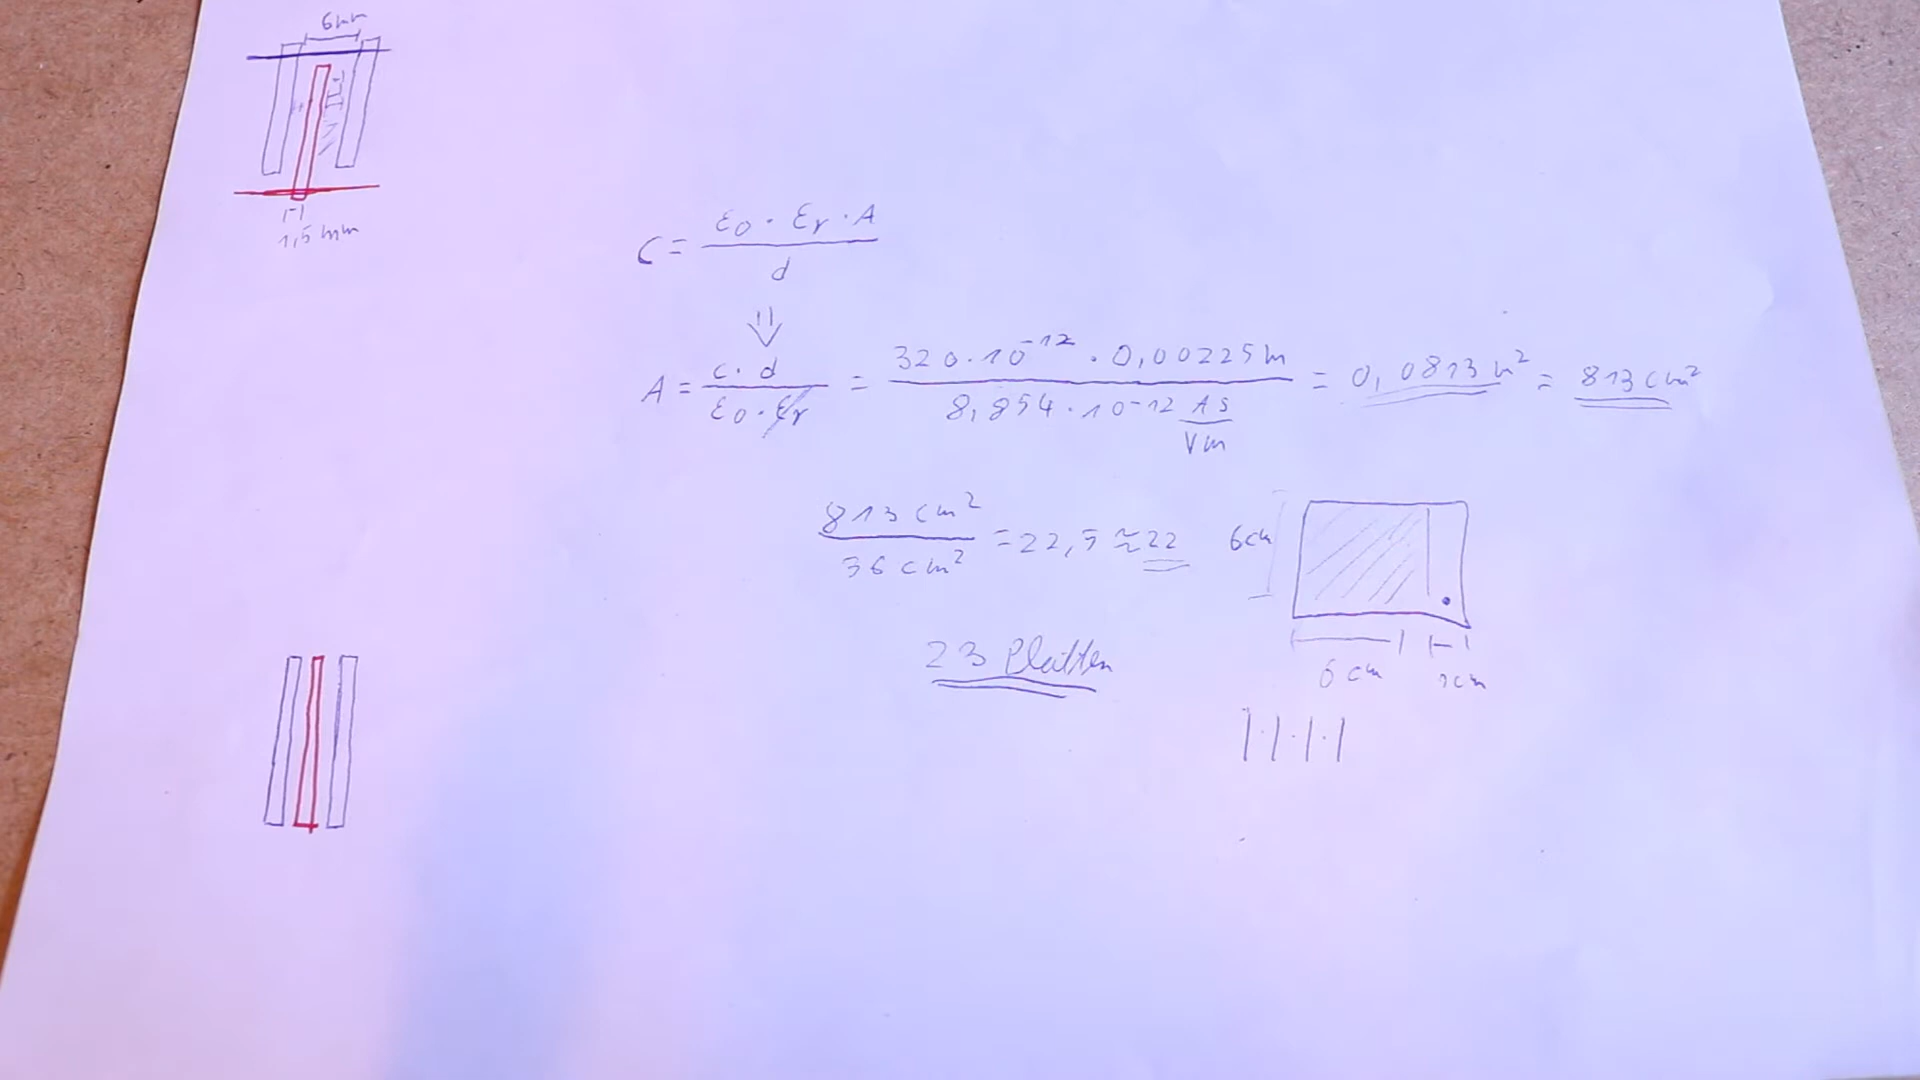 6mm
1,5 mm
C = ε0 · εr · A / d
⇓
A = c · d / ε0 · εr = 320 · 10^-12 · 0,00225m / 8,854 · 10^-12 As/Vm = 0,0813 m² = 813 cm²
813 cm² / 36 cm² = 22,5 ≈ 22
6cm
6 cm
1cm
23 Platten